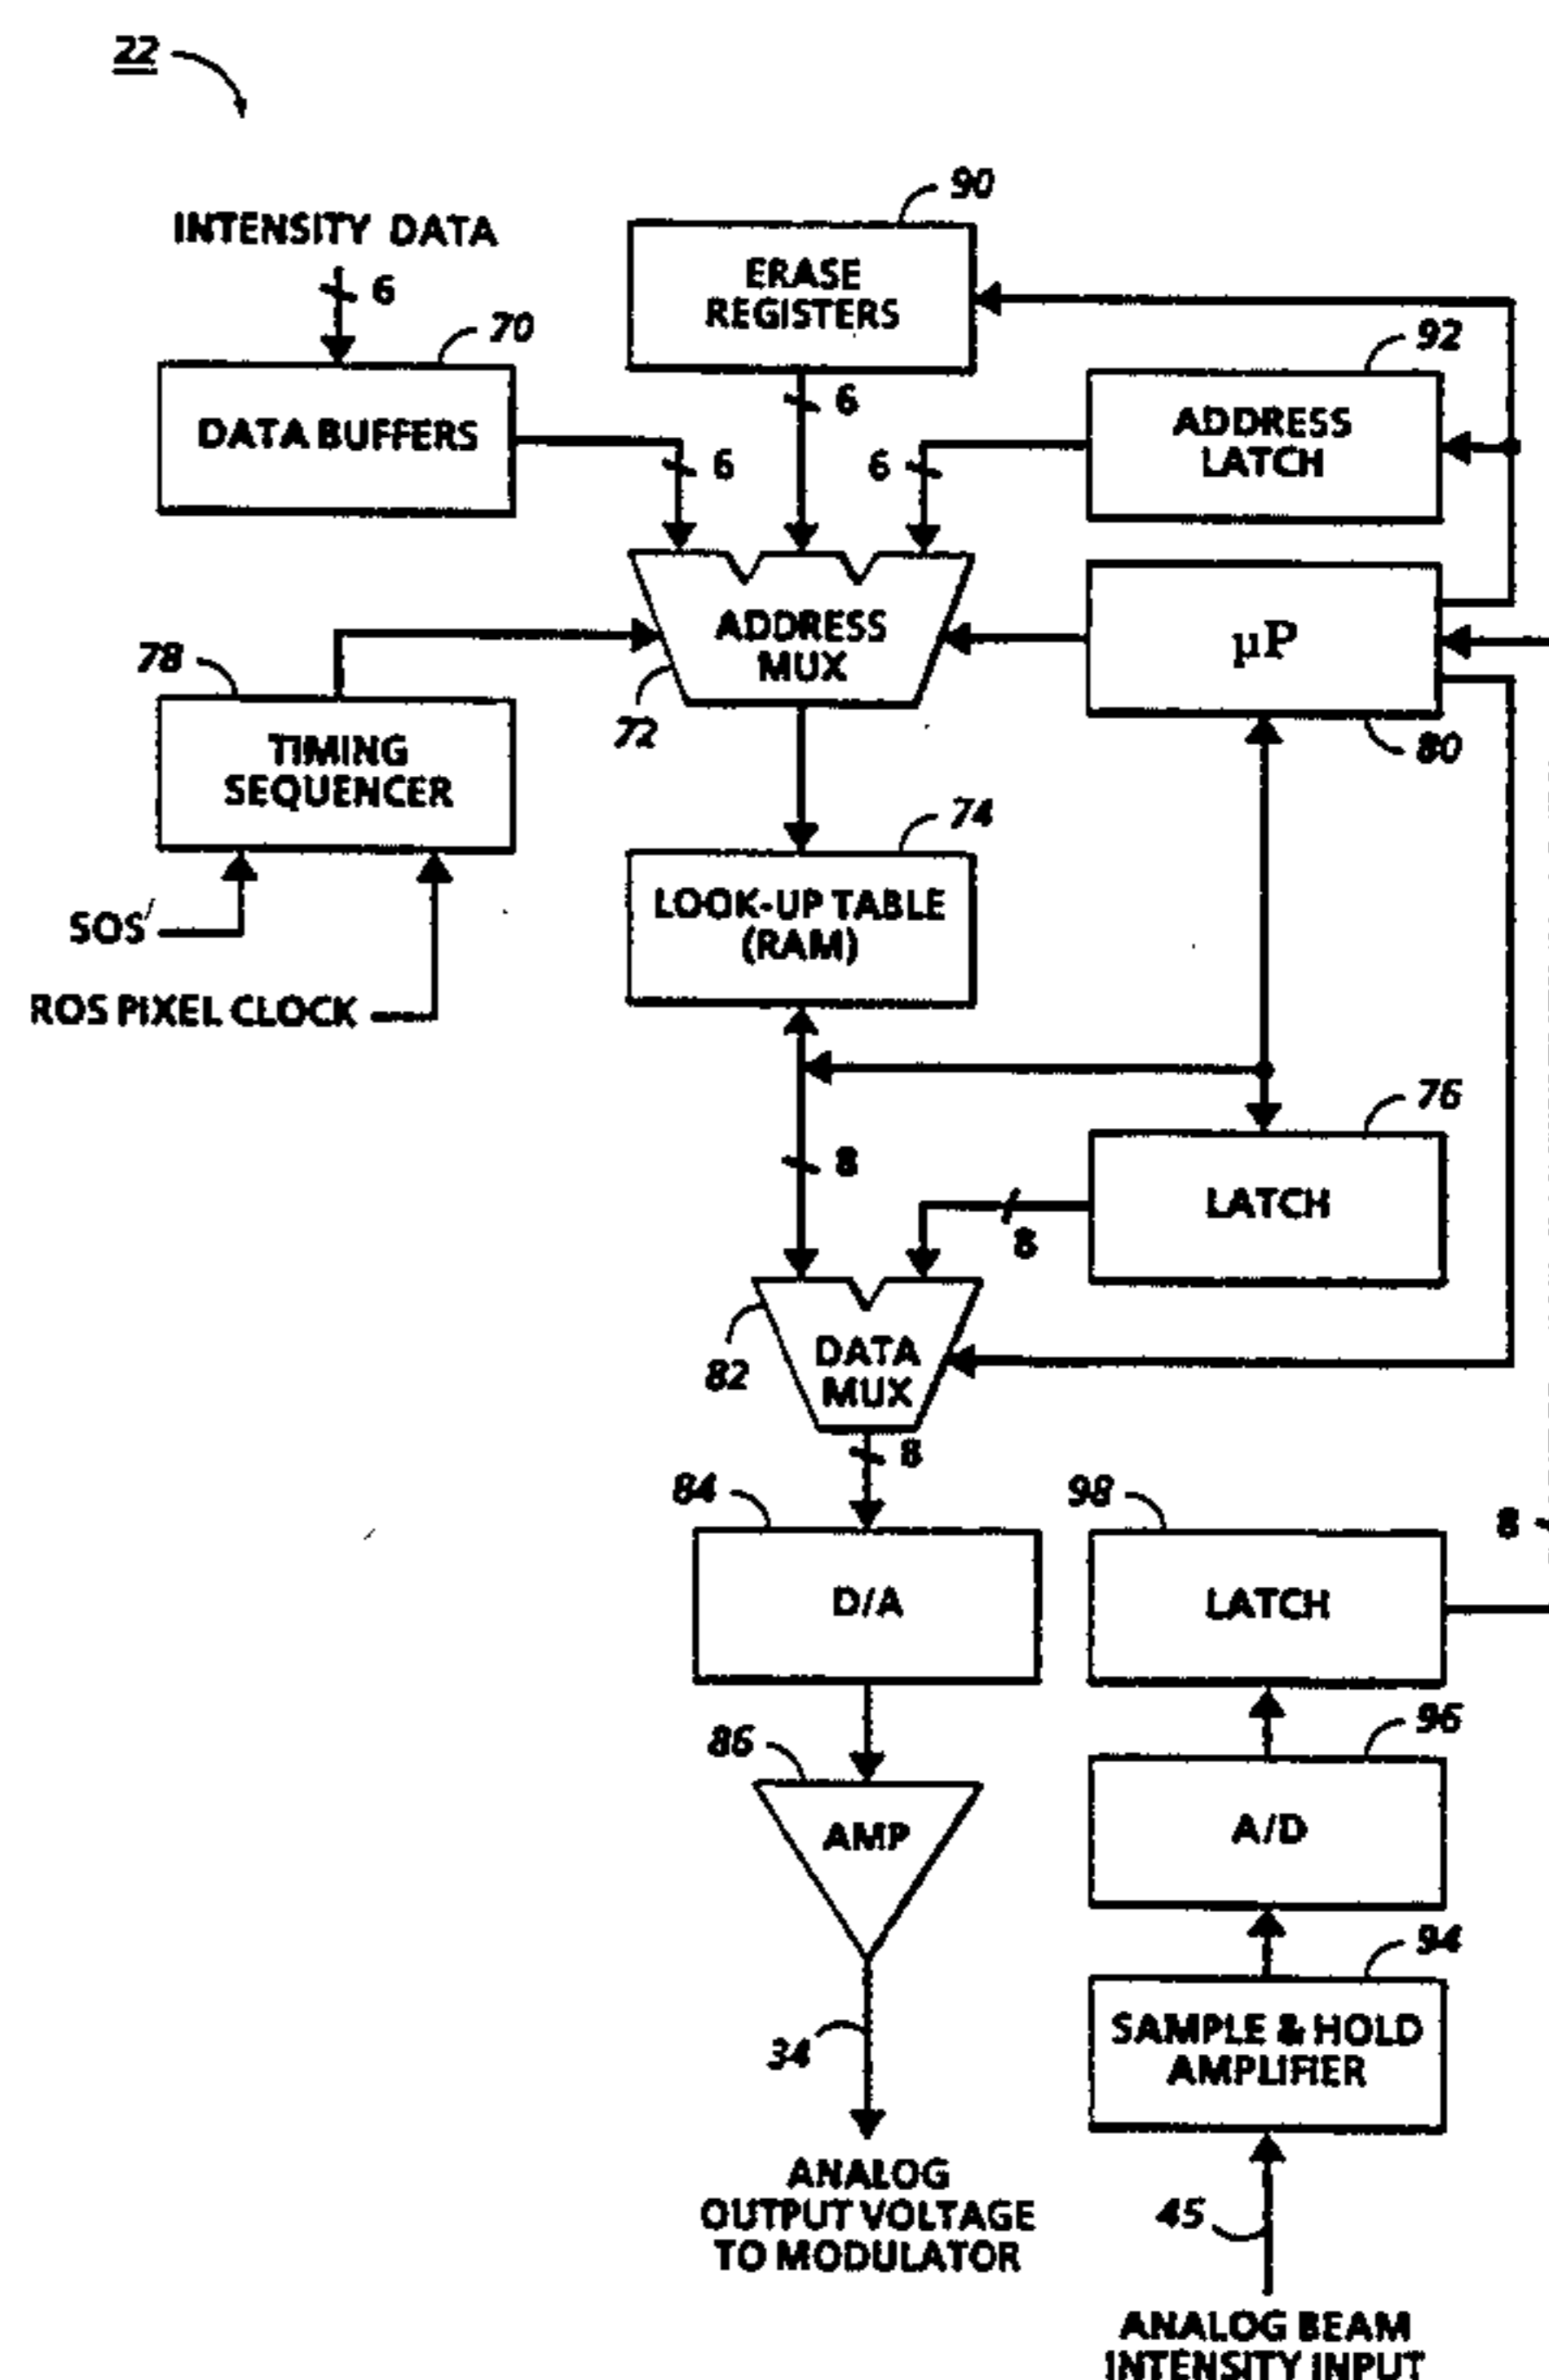 22
90
INTENSITY DATA
6
ERASE
REGISTERS
70
92
DATA BUFFERS
6
6
6
ADDRESS
LATCH
ADDRESS
MUX
μP
78
72
80
TIMING
SEQUENCER
74
SOS'
LOOK-UP TABLE
(RAM)
ROS PIXEL CLOCK
76
8
LATCH
8
DATA
MUX
82
8
84
98
8
D/A
LATCH
86
96
AMP
A/D
94
34
SAMPLE & HOLD
AMPLIFIER
ANALOG
OUTPUT VOLTAGE
TO MODULATOR
45
ANALOG BEAM
INTENSITY INPUT